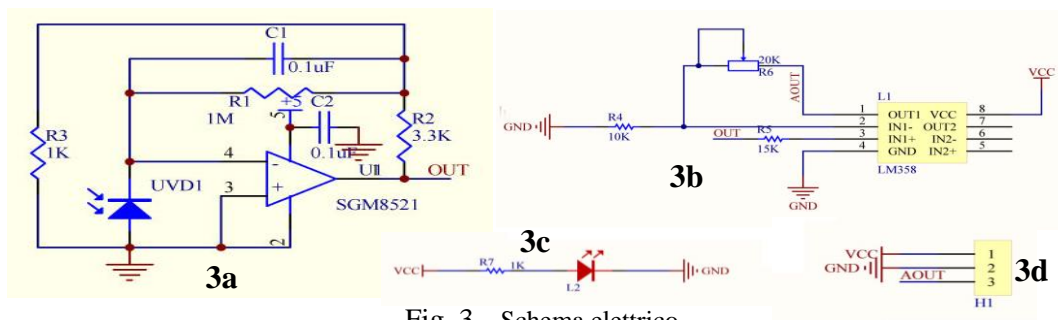 C1
0.1uF
R1
1M
+5
5
C2
0.1uF
R2
3.3K
R3
1K
4
-
3
+
2
U1
OUT
UVD1
SGM8521
3a
20K
R6
AOUT
VCC
L1
GND
R4
10K
OUT
R5
15K
1 OUT1 VCC 8
2 IN1- OUT2 7
3 IN1+ IN2- 6
4 GND IN2+ 5
LM358
GND
3b
3c
VCC
R7
1K
L2
GND
VCC
GND
AOUT
1
2
3
H1
3d
Fig. 3 – Schema elettrico